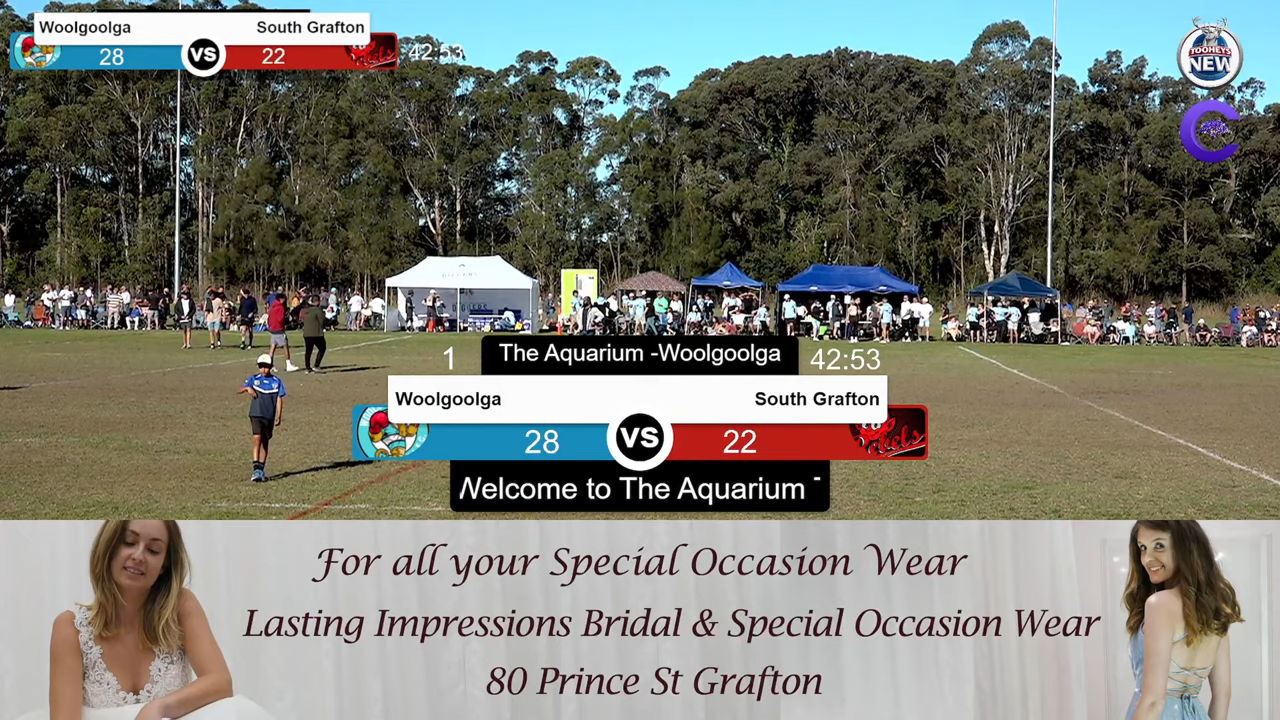 Woolgoolga
South Grafton
28
VS
22
42:53
TOOHEYS
NEW
C
1
The Aquarium -Woolgoolga
42:53
Woolgoolga
South Grafton
28
VS
22
Welcome to The Aquarium
For all your Special Occasion Wear
Lasting Impressions Bridal & Special Occasion Wear
80 Prince St Grafton